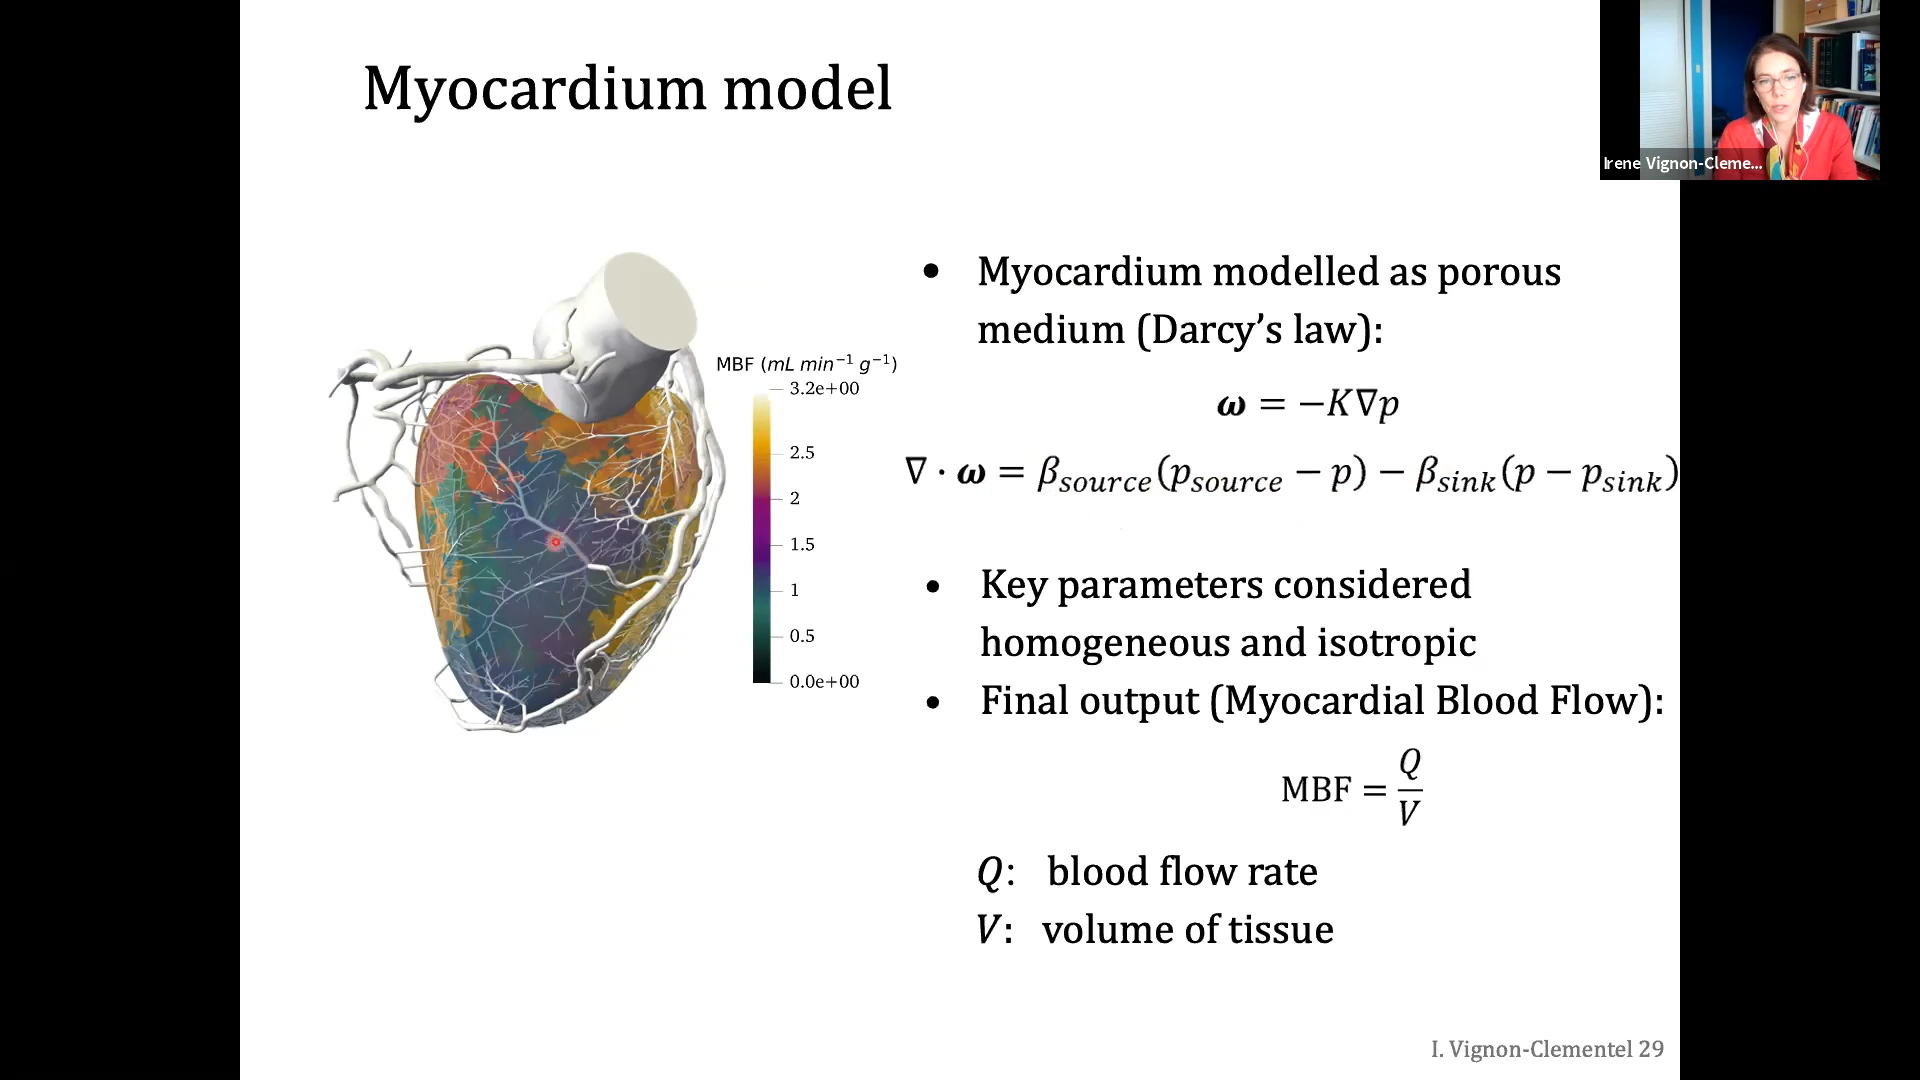 Myocardium model
Irene Vignon-Cleme...
MBF (mL min⁻¹ g⁻¹)
3.2e+00
2.5
2
1.5
1
0.5
0.0e+00
• Myocardium modelled as porous
medium (Darcy’s law):
𝝎 = −K∇p
∇ · 𝝎 = β_source(p_source − p) − β_sink(p − p_sink)
• Key parameters considered
homogeneous and isotropic
• Final output (Myocardial Blood Flow):
MBF = Q/V
Q: blood flow rate
V: volume of tissue
I. Vignon-Clementel 29